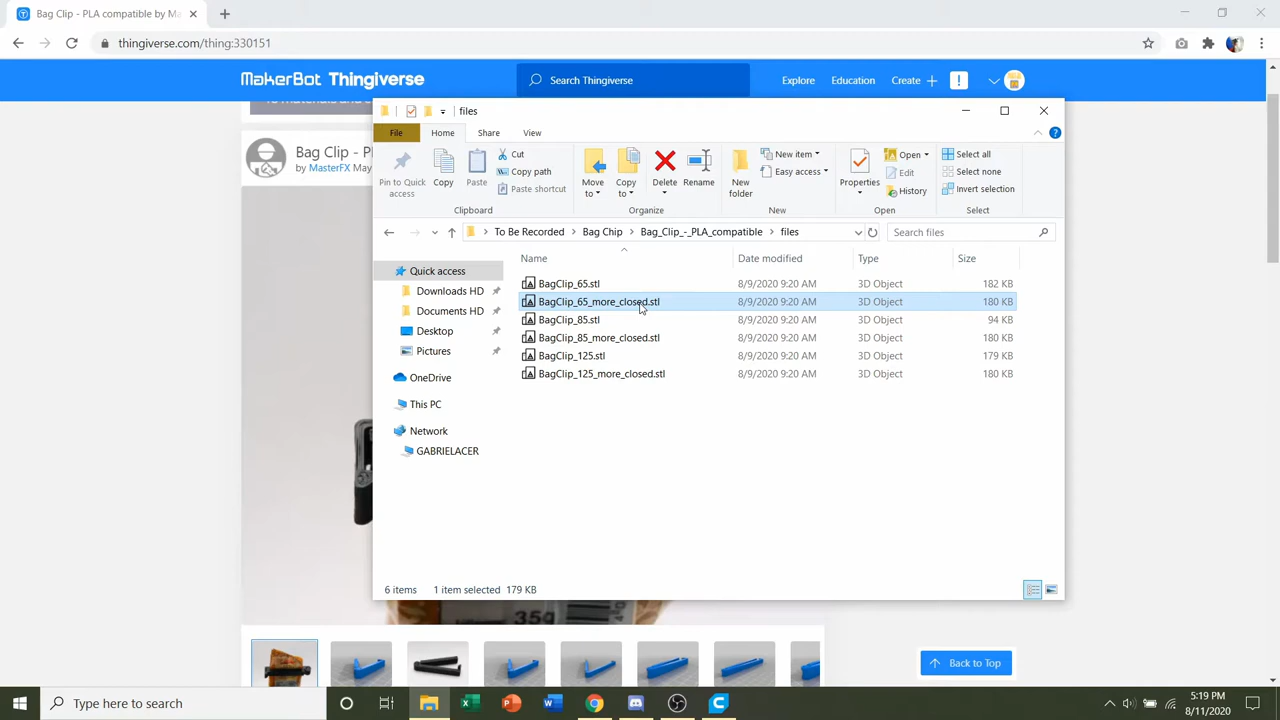 Bag Clip - PLA compatible by Ma
thingiverse.com/thing:330151
MakerBot Thingiverse
Search Thingiverse
Explore
Education
Create
files
Bag Clip - P
by MasterFX May
File
Home
Share
View
Pin to Quick access
Copy
Paste
Cut
Copy path
Paste shortcut
Clipboard
Move to
Copy to
Delete
Rename
Organize
New folder
New item
Easy access
New
Properties
Open
Edit
History
Open
Select all
Select none
Invert selection
Select
To Be Recorded
Bag Chip
Bag_Clip_-_PLA_compatible
files
Search files
Quick access
Downloads HD
Documents HD
Desktop
Pictures
OneDrive
This PC
Network
GABRIELACER
Name Date modified Type Size
BagClip_65.stl 8/9/2020 9:20 AM 3D Object 182 KB
BagClip_65_more_closed.stl 8/9/2020 9:20 AM 3D Object 180 KB
BagClip_85.stl 8/9/2020 9:20 AM 3D Object 94 KB
BagClip_85_more_closed.stl 8/9/2020 9:20 AM 3D Object 180 KB
BagClip_125.stl 8/9/2020 9:20 AM 3D Object 179 KB
BagClip_125_more_closed.stl 8/9/2020 9:20 AM 3D Object 180 KB
6 items 1 item selected 179 KB
35g
Back to Top
Type here to search
5:19 PM
8/11/2020